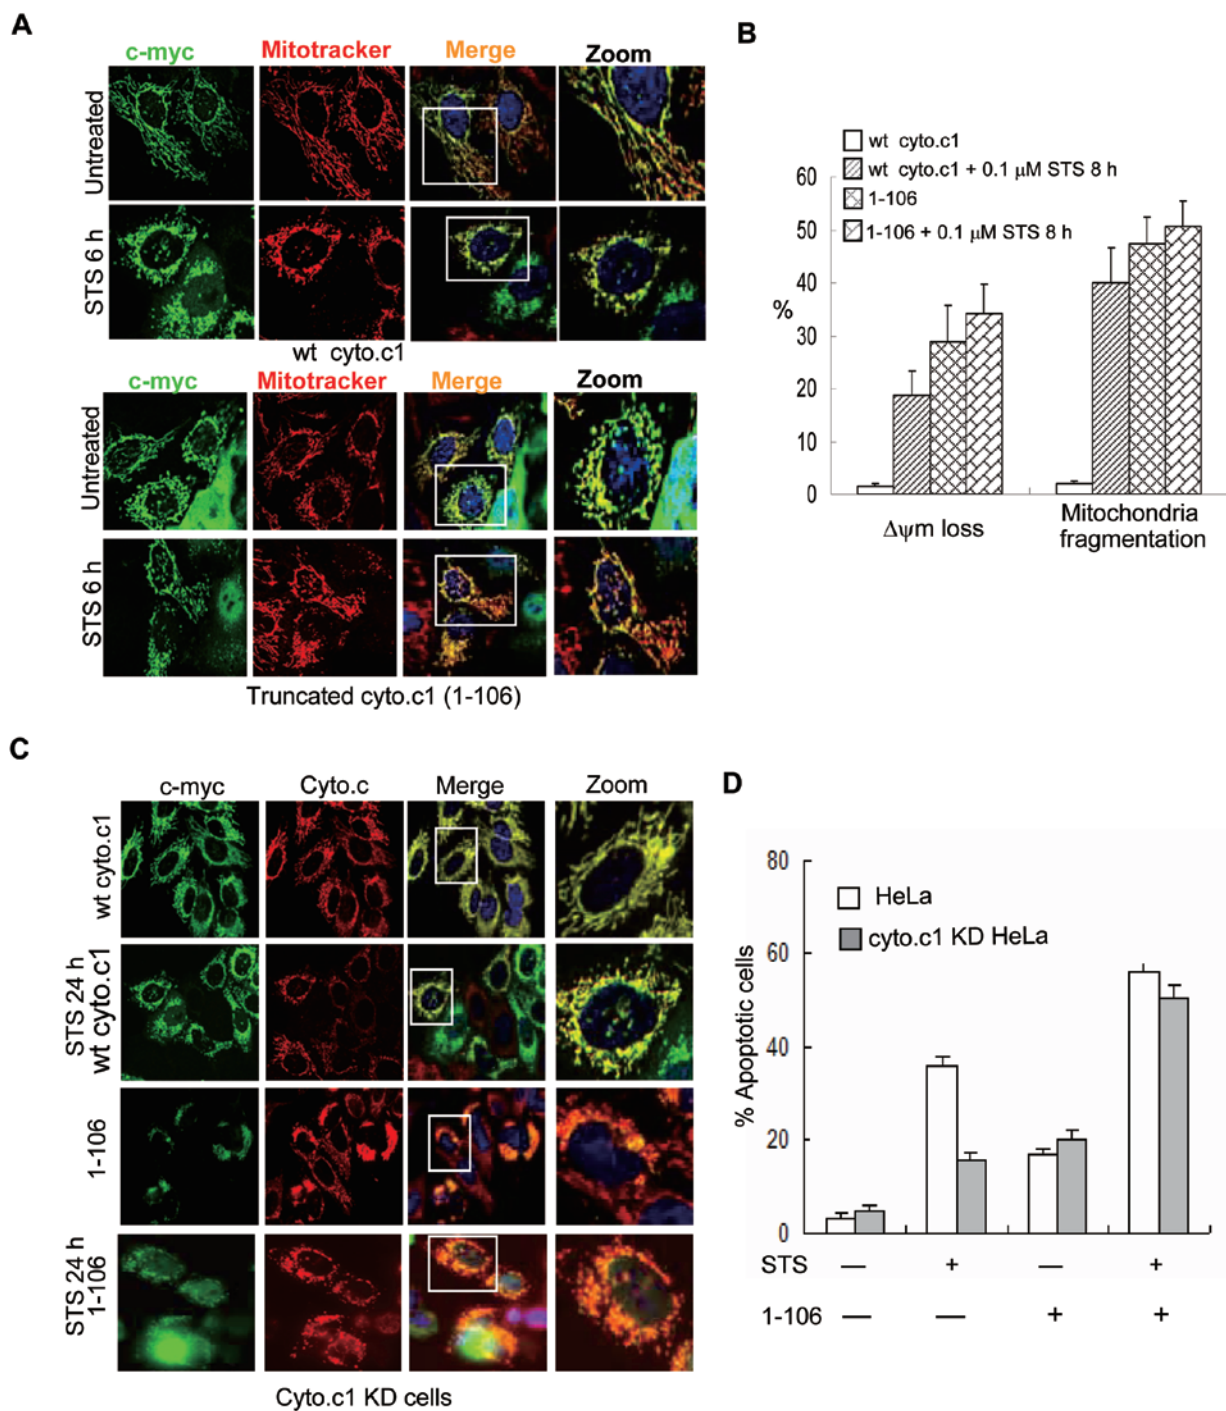 A
c-myc Mitotracker Merge Zoom
Untreated
STS 6 h
wt cyto.c1
c-myc Mitotracker Merge Zoom
Untreated
STS 6 h
Truncated cyto.c1 (1-106)
B
wt cyto.c1
wt cyto.c1 + 0.1 μM STS 8 h
1-106
1-106 + 0.1 μM STS 8 h
60
50
40
%
30
20
10
0
Δψm loss
Mitochondria
fragmentation
C
c-myc Cyto.c Merge Zoom
wt cyto.c1
STS 24 h
wt cyto.c1
1-106
STS 24 h
1-106
Cyto.c1 KD cells
D
80
60
40
20
0
% Apoptotic cells
HeLa
cyto.c1 KD HeLa
STS — + — +
1-106 — — + +